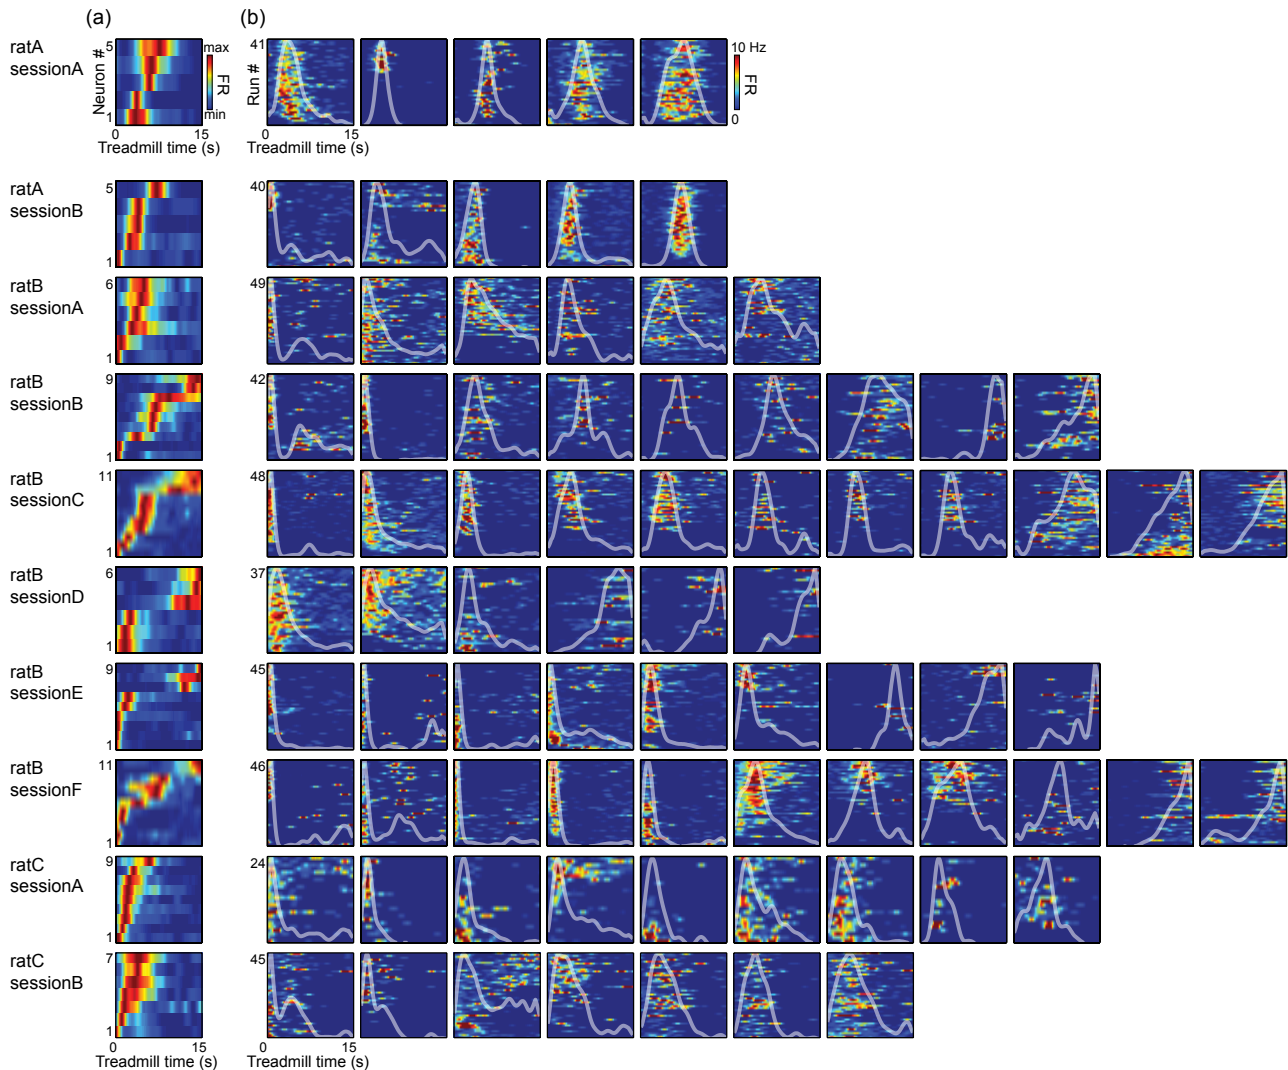 (a)
(b)
ratA
sessionA
5
1
Neuron #
max
FR
min
0
15
Treadmill time (s)
41
Run #
10 Hz
FR
0
0
15
Treadmill time (s)
ratA
sessionB
5
1
40
ratB
sessionA
6
1
49
ratB
sessionB
9
1
42
ratB
sessionC
11
1
48
ratB
sessionD
6
1
37
ratB
sessionE
9
1
45
ratB
sessionF
11
1
46
ratC
sessionA
9
1
24
ratC
sessionB
7
1
45
0
15
Treadmill time (s)
0
15
Treadmill time (s)